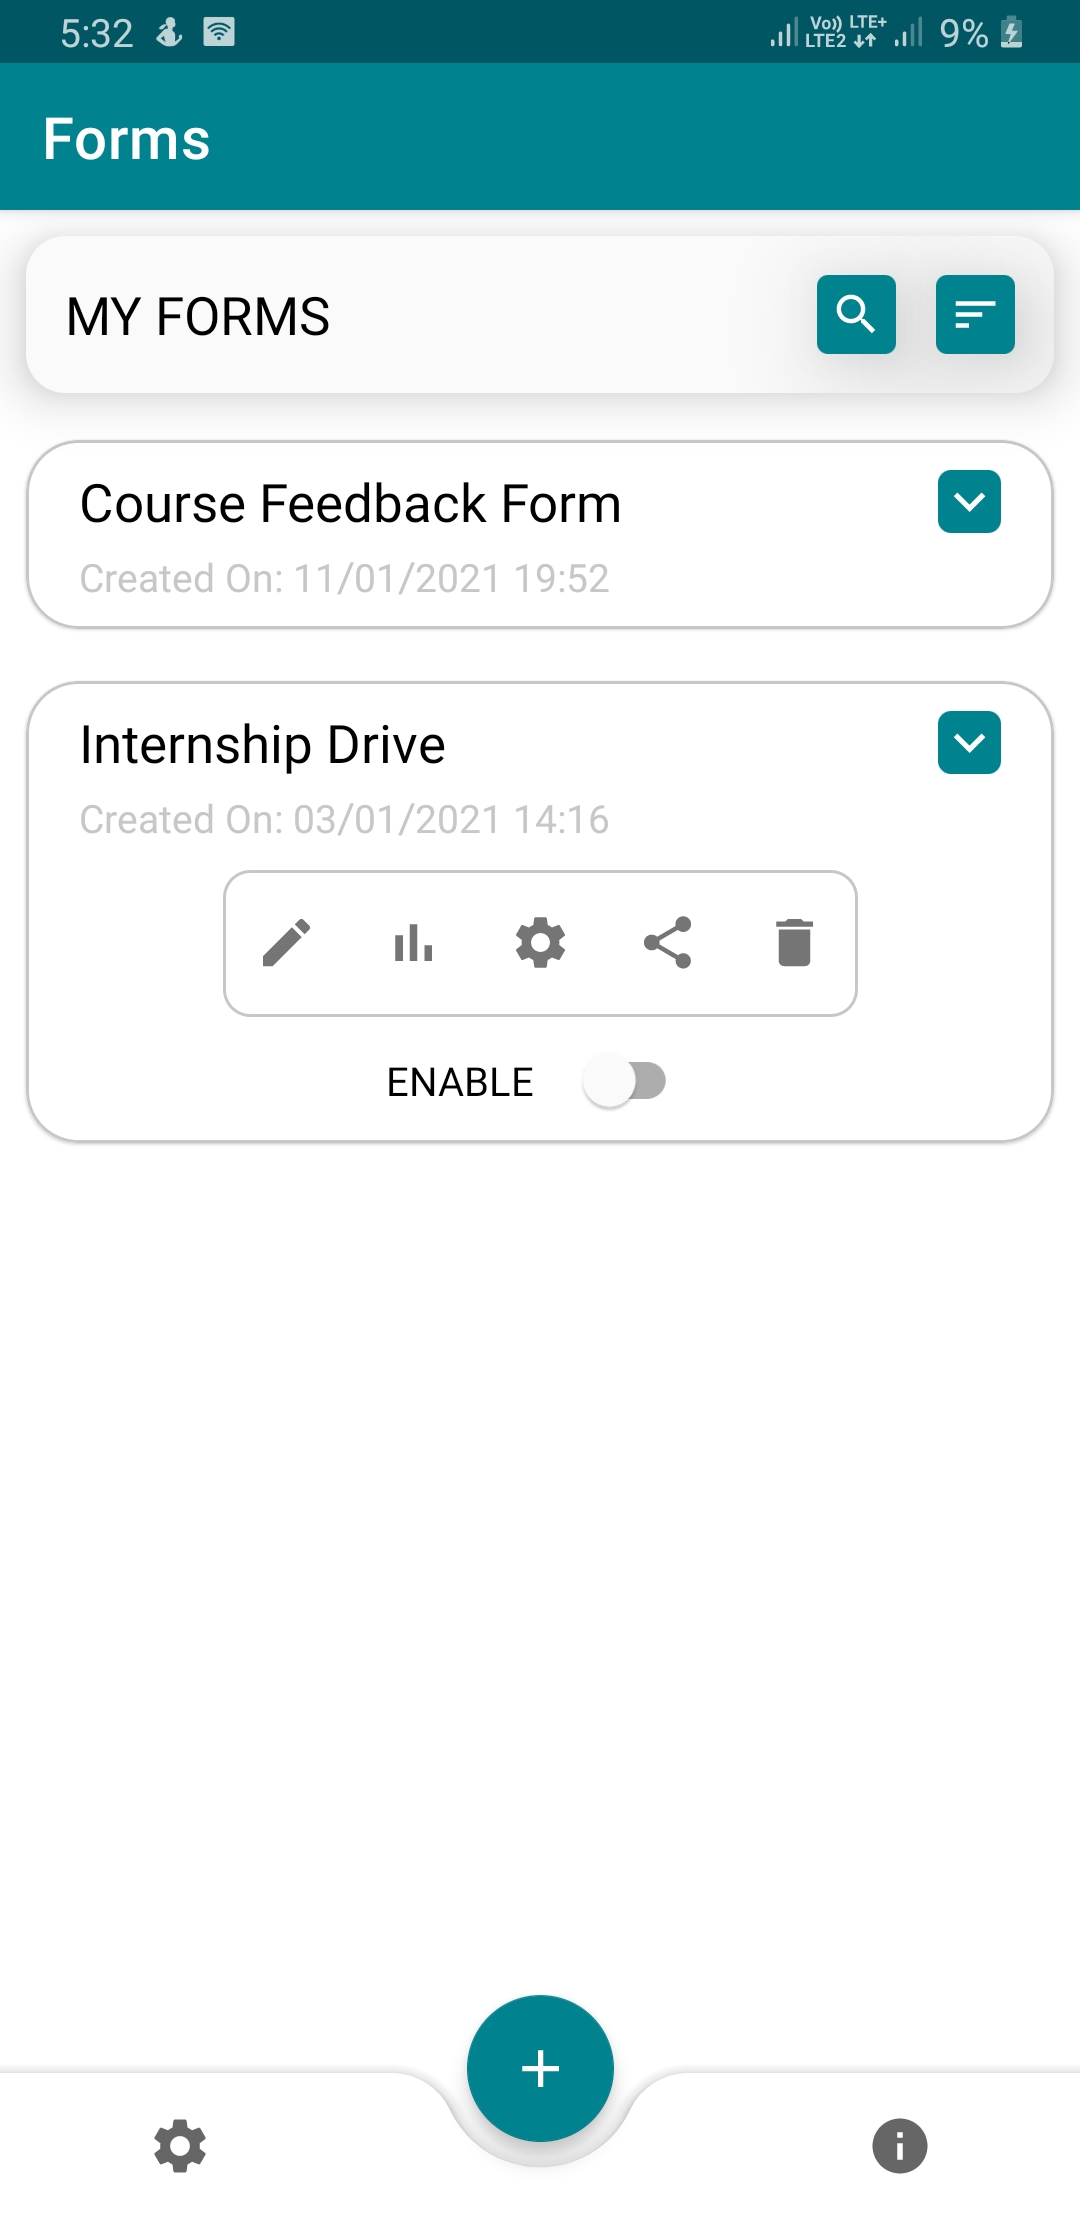 5:32
Vo)) LTE+
LTE2
9%
Forms
MY FORMS
Course Feedback Form
Created On: 11/01/2021 19:52
Internship Drive
Created On: 03/01/2021 14:16
ENABLE